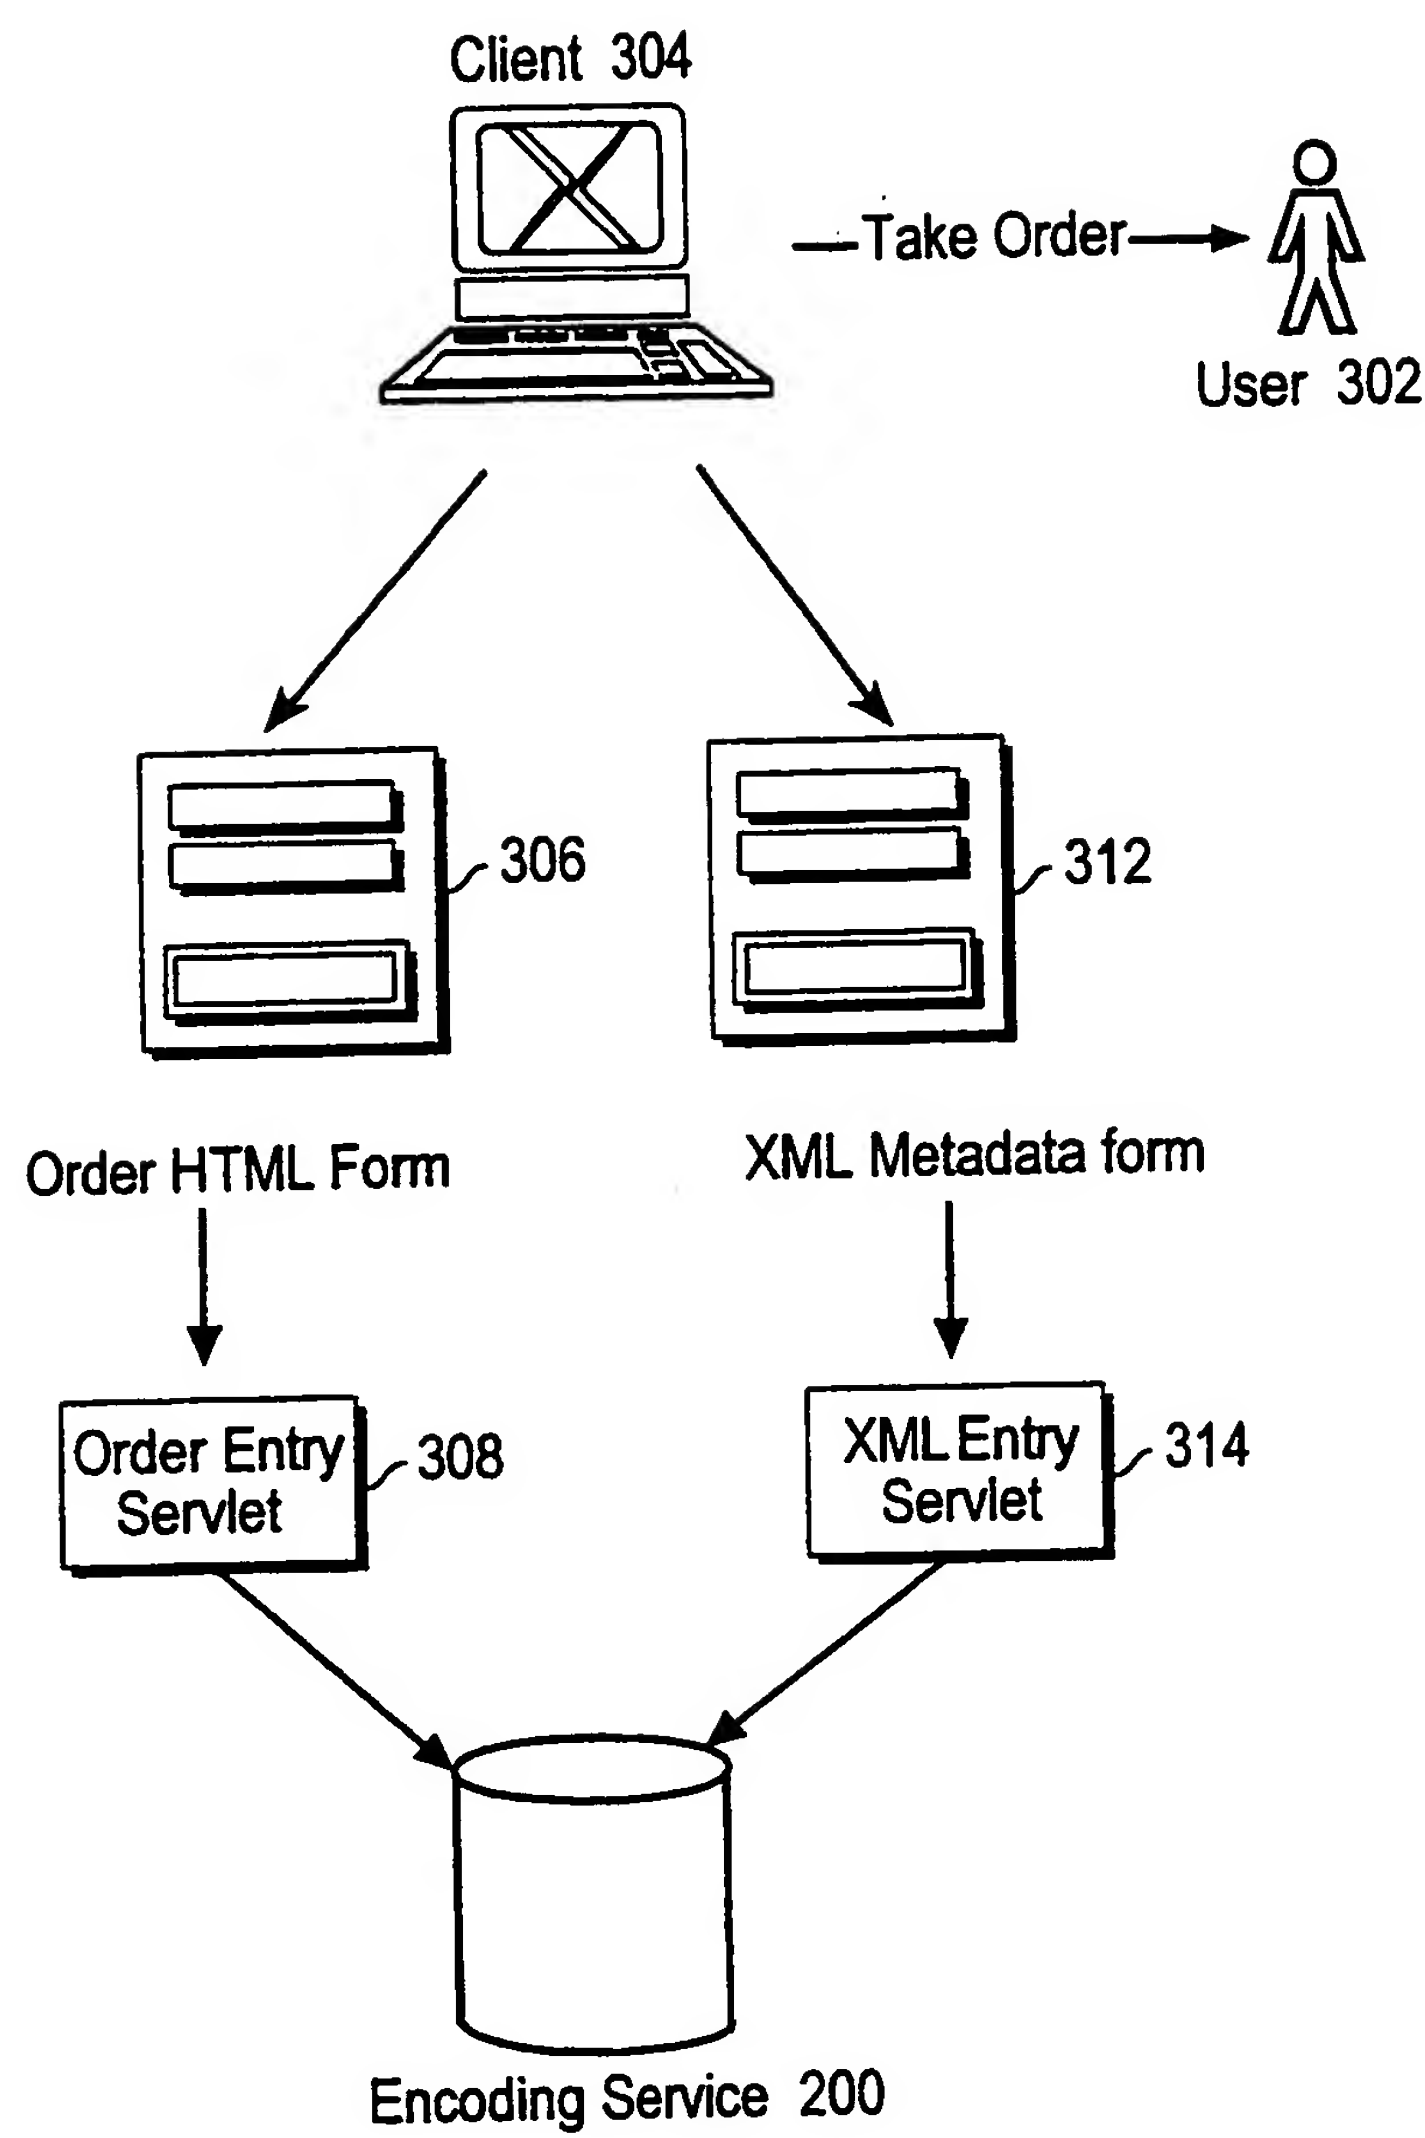 Client 304
Take Order
User 302
306
312
Order HTML Form
XML Metadata form
Order Entry
Servlet
308
XML Entry
Servlet
314
Encoding Service 200